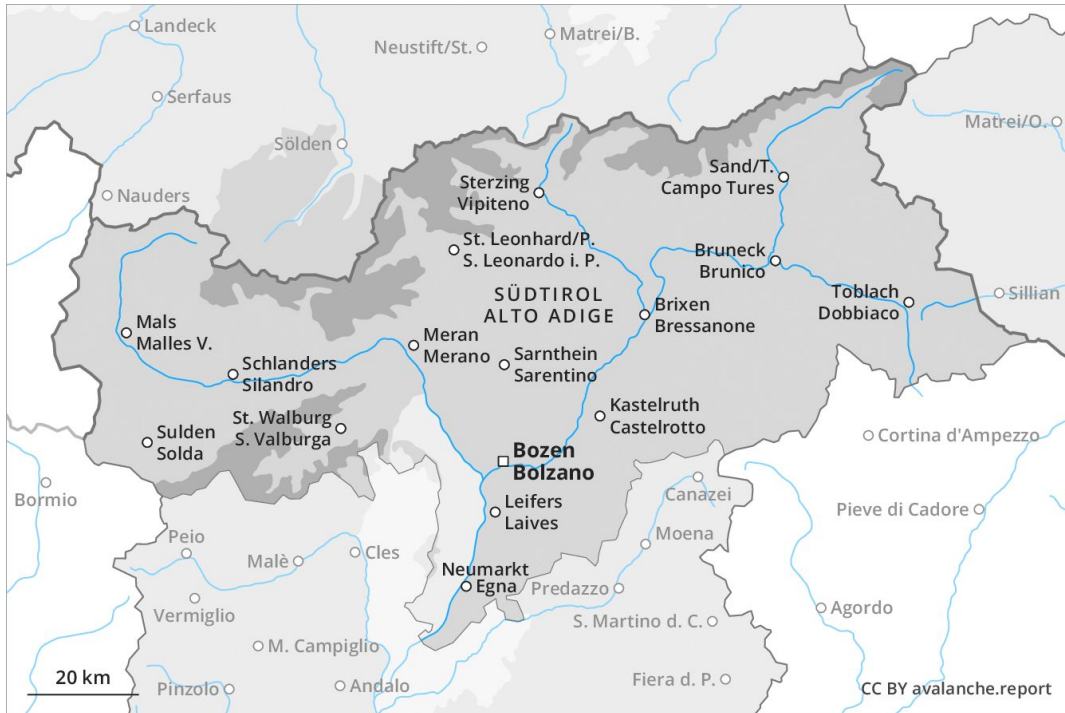 Landeck
Neustift/St.
Matrei/B.
Serfaus
Matrei/O.
Sölden
Nauders
Sand/T.
Campo Tures
Sterzing
Vipiteno
St. Leonhard/P.
S. Leonardo i. P.
Bruneck
Brunico
Toblach
Dobbiaco
Sillian
SÜDTIROL
ALTO ADIGE
Brixen
Bressanone
Mals
Malles V.
Meran
Merano
Schlanders
Silandro
Sarnthein
Sarentino
Kastelruth
Castelrotto
St. Walburg
S. Valburga
Sulden
Solda
Cortina d'Ampezzo
Bozen
Bolzano
Bormio
Canazei
Leifers
Laives
Pieve di Cadore
Peio
Malè
Cles
Moena
Neumarkt
Egna
Predazzo
Vermiglio
Agordo
S. Martino d. C.
M. Campiglio
20 km
Pinzolo
Andalo
Fiera d. P.
CC BY avalanche.report